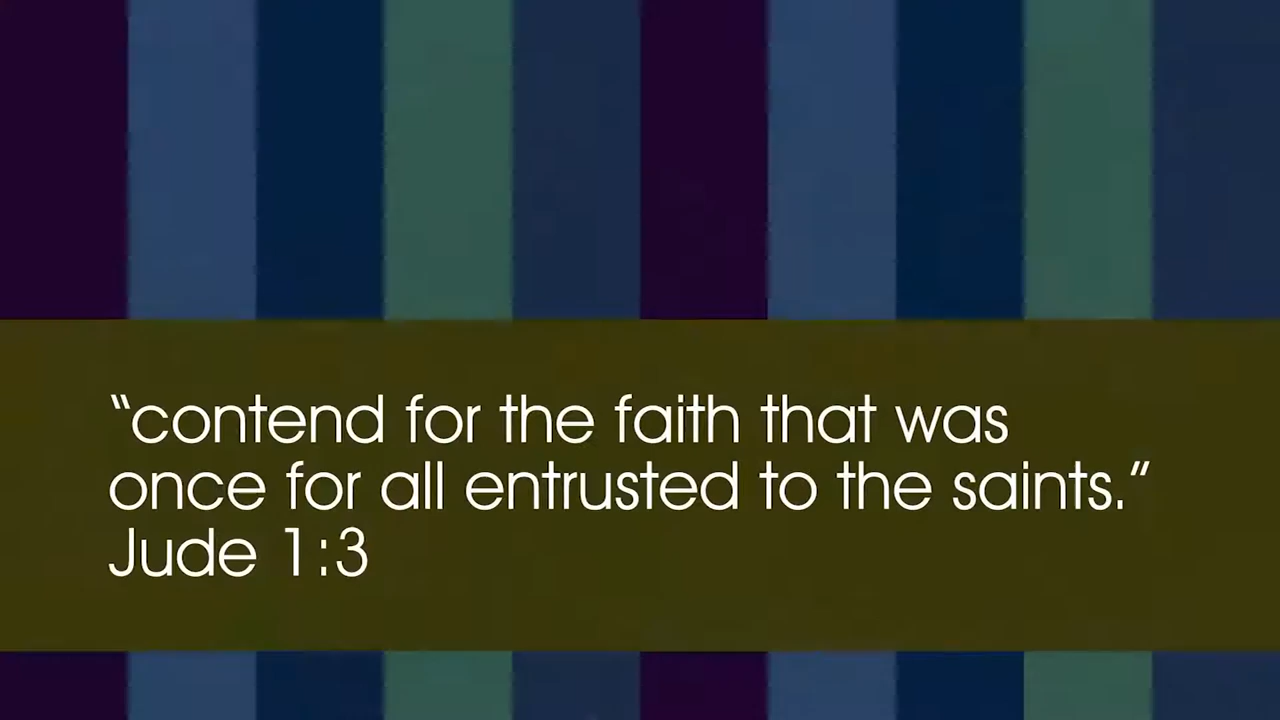 “contend for the faith that was
once for all entrusted to the saints.”
Jude 1:3